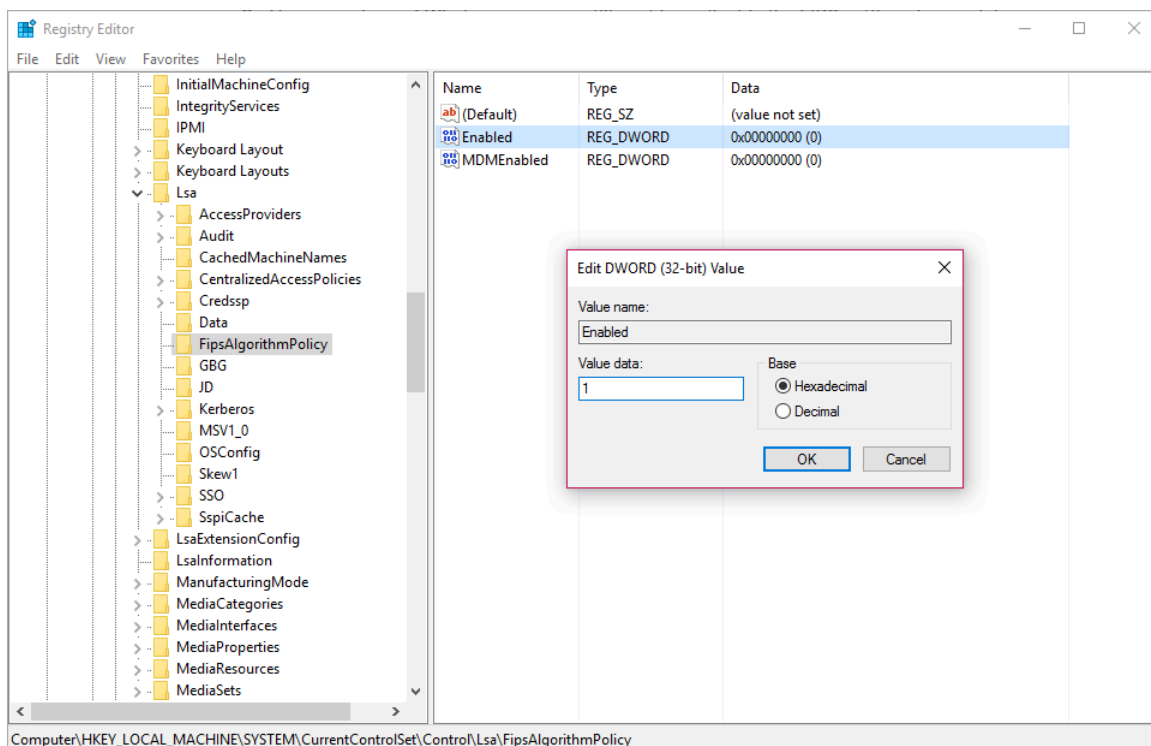 Registry Editor
File Edit View Favorites Help
InitialMachineConfig
IntegrityServices
IPMI
Keyboard Layout
Keyboard Layouts
Lsa
AccessProviders
Audit
CachedMachineNames
CentralizedAccessPolicies
Credssp
Data
FipsAlgorithmPolicy
GBG
JD
Kerberos
MSV1_0
OSConfig
Skew1
SSO
SspiCache
LsaExtensionConfig
LsaInformation
ManufacturingMode
MediaCategories
MediaInterfaces
MediaProperties
MediaResources
MediaSets
Name Type Data
(Default) REG_SZ (value not set)
Enabled REG_DWORD 0x00000000 (0)
MDMEnabled REG_DWORD 0x00000000 (0)
Edit DWORD (32-bit) Value
Value name:
Enabled
Value data:
1
Base
Hexadecimal
Decimal
OK Cancel
Computer\HKEY_LOCAL_MACHINE\SYSTEM\CurrentControlSet\Control\Lsa\FipsAlgorithmPolicy